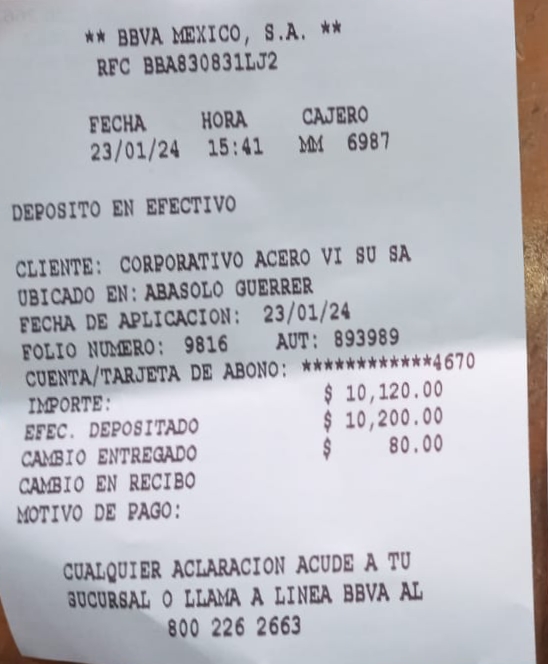 ** BBVA MEXICO, S.A. **
RFC BBA830831LJ2
FECHA HORA CAJERO
23/01/24 15:41 MM 6987
DEPOSITO EN EFECTIVO
CLIENTE: CORPORATIVO ACERO VI SU SA
UBICADO EN: ABASOLO GUERRER
FECHA DE APLICACION: 23/01/24
FOLIO NUMERO: 9816 AUT: 893989
CUENTA/TARJETA DE ABONO: ************4670
IMPORTE: $ 10,120.00
EFEC. DEPOSITADO $ 10,200.00
CAMBIO ENTREGADO $ 80.00
CAMBIO EN RECIBO
MOTIVO DE PAGO:
CUALQUIER ACLARACION ACUDE A TU
SUCURSAL O LLAMA A LINEA BBVA AL
800 226 2663